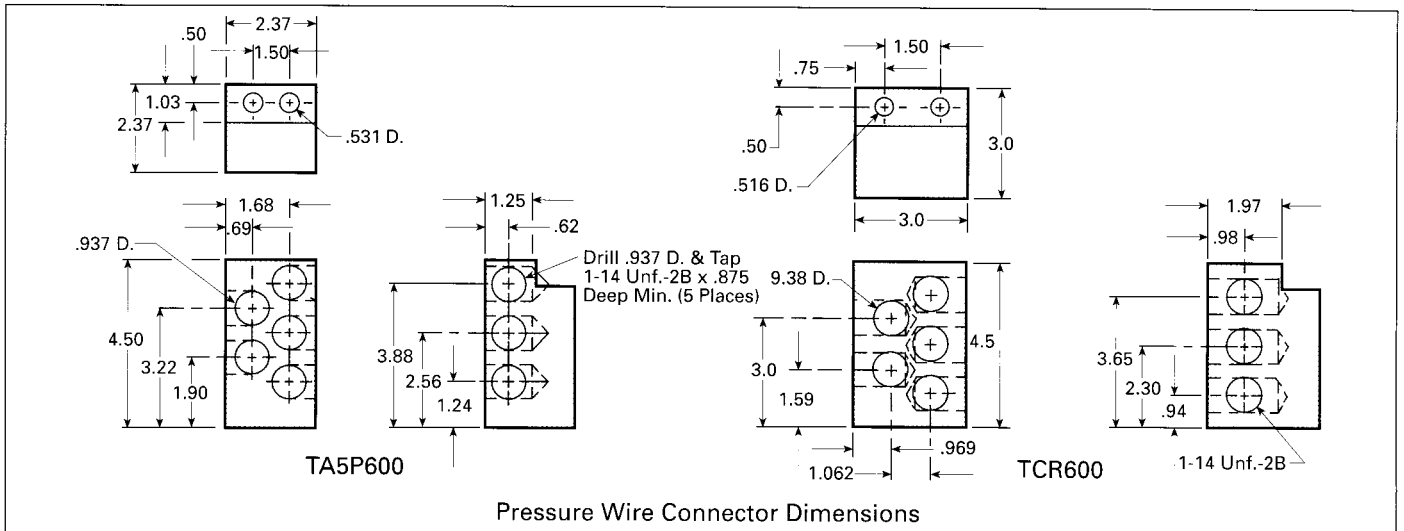 2.37
.50
1.50
1.03
2.37
.531 D.
1.68
.69
.937 D.
4.50
3.22
1.90
1.25
.62
Drill .937 D. & Tap
1-14 Unf.-2B x .875
Deep Min. (5 Places)
3.88
2.56
1.24
TA5P600
1.50
.75
.50
3.0
.516 D.
3.0
9.38 D.
4.5
3.0
1.59
.969
1.062
1.97
.98
3.65
2.30
.94
1-14 Unf.-2B
TCR600
Pressure Wire Connector Dimensions